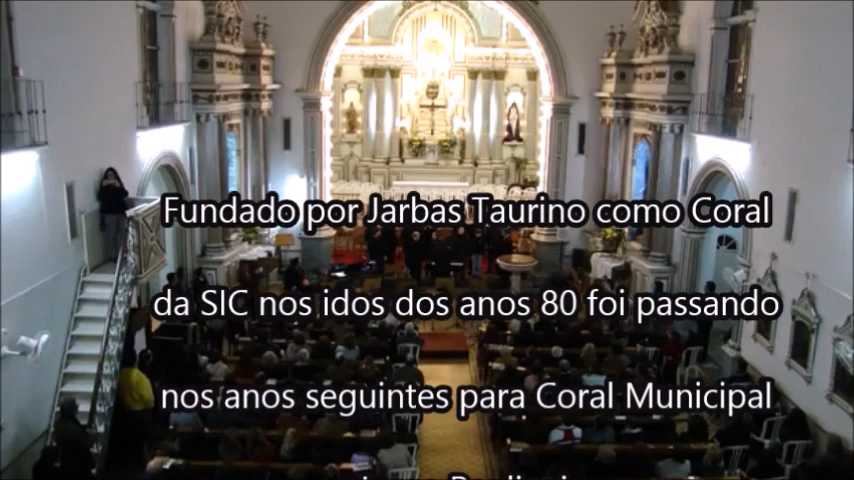 Fundado por Jarbas Taurino como Coral
da SIC nos idos dos anos 80 foi passando
nos anos seguintes para Coral Municipal